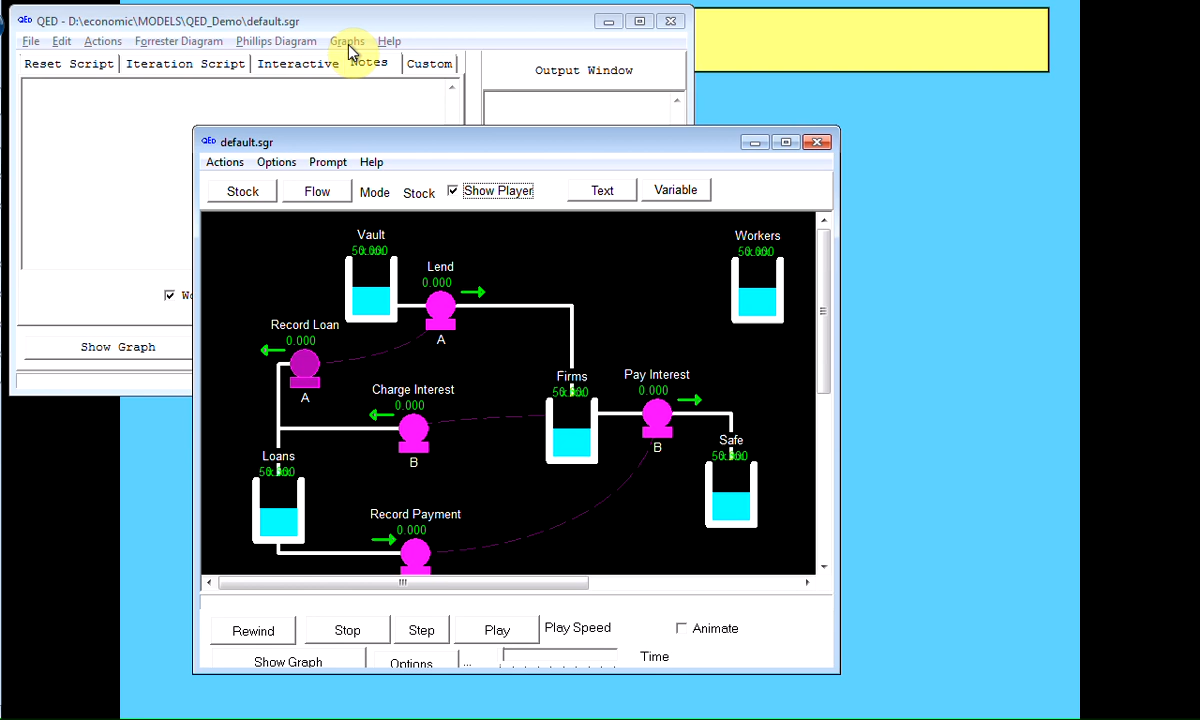 QED - D:\economic\MODELS\QED_Demo\default.sgr
File Edit Actions Forrester Diagram Phillips Diagram Graphs Help
Reset Script Iteration Script Interactive Notes Custom
Output Window
Show Graph
default.sgr
Actions Options Prompt Help
Stock Flow Mode Stock Show Player Text Variable
Vault
Workers
Lend
0.000
A
Record Loan
0.000
A
Charge Interest
0.000
B
Firms
Pay Interest
0.000
B
Safe
Loans
Record Payment
0.000
Rewind Stop Step Play Play Speed Animate
Show Graph Options ... Time